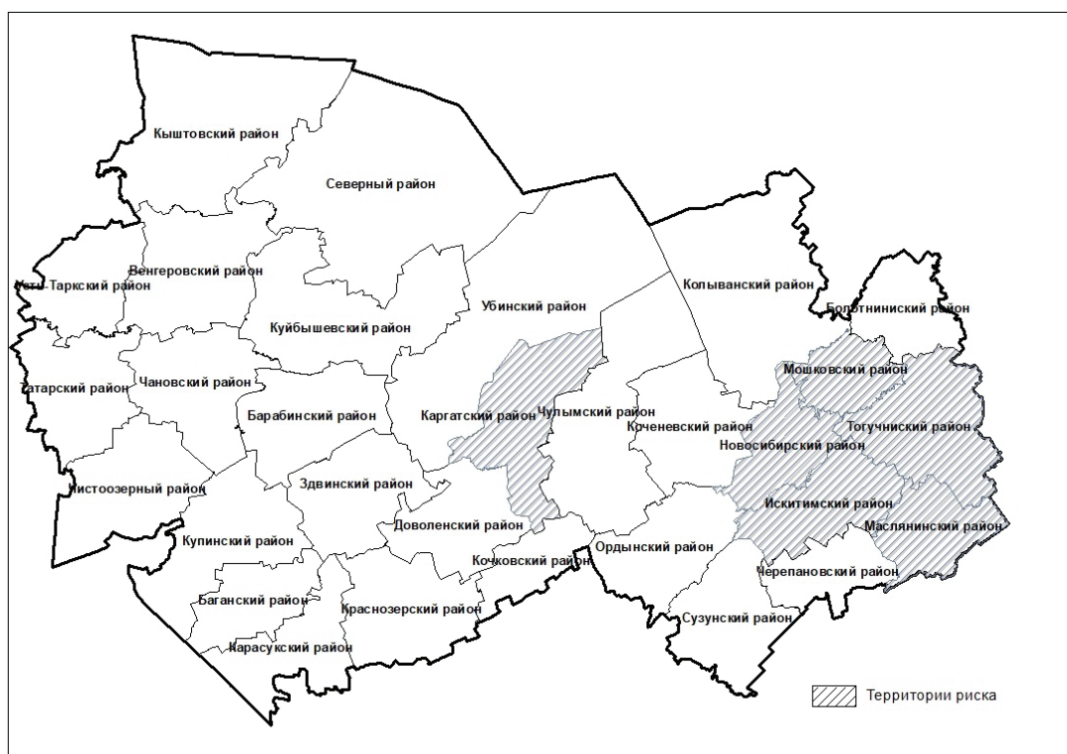 Кыштовский район
Северный район
Усть-Таркский район
Венгеровский район
Куйбышевский район
Убинский район
Колыванский район
Болотниниский район
Татарский район
Чановский район
Барабинский район
Каргатский район
Чулымский район
Коченевский район
Мошковский район
Новосибирский район
Тогучниский район
Чистоозерный район
Здвинский район
Доволенский район
Искитимский район
Маслянинский район
Купинский район
Кочковский район
Ордынский район
Черепановский район
Баганский район
Краснозерский район
Сузунский район
Карасукский район
Территории риска